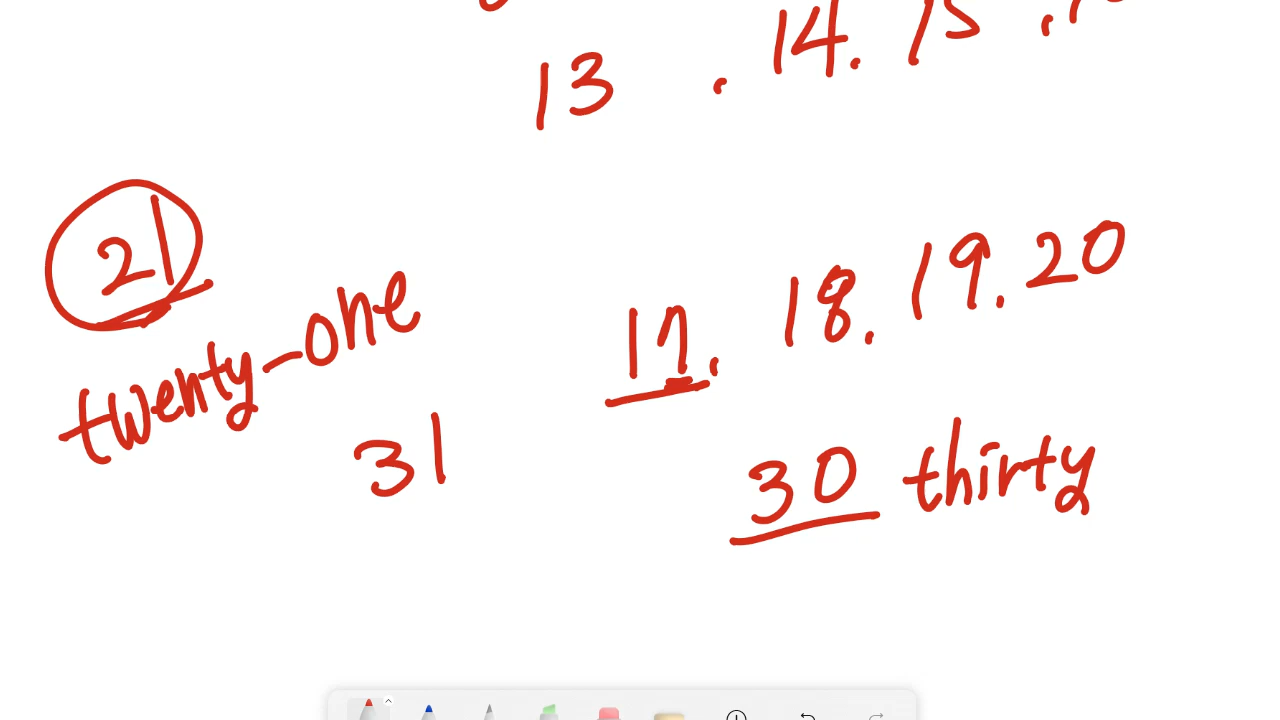 13 . 14. 15 .
21
twenty-one
17. 18. 19. 20
31
30 thirty